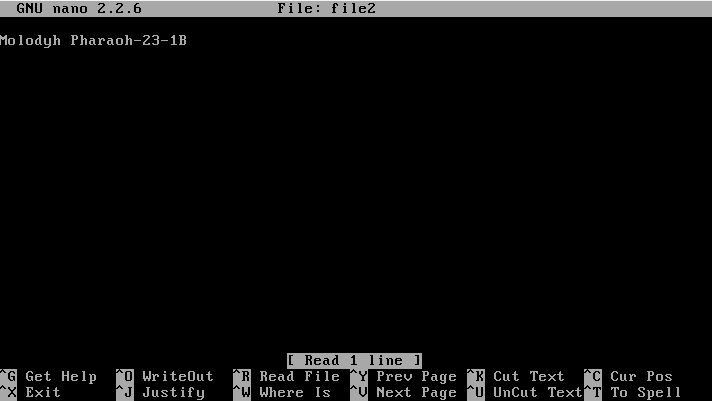 GNU nano 2.2.6 File: file2
Molodyh Pharaoh-23-1B
[ Read 1 line ]
^G Get Help ^O WriteOut ^R Read File ^Y Prev Page ^K Cut Text ^C Cur Pos
^X Exit ^J Justify ^W Where Is ^V Next Page ^U UnCut Text ^T To Spell